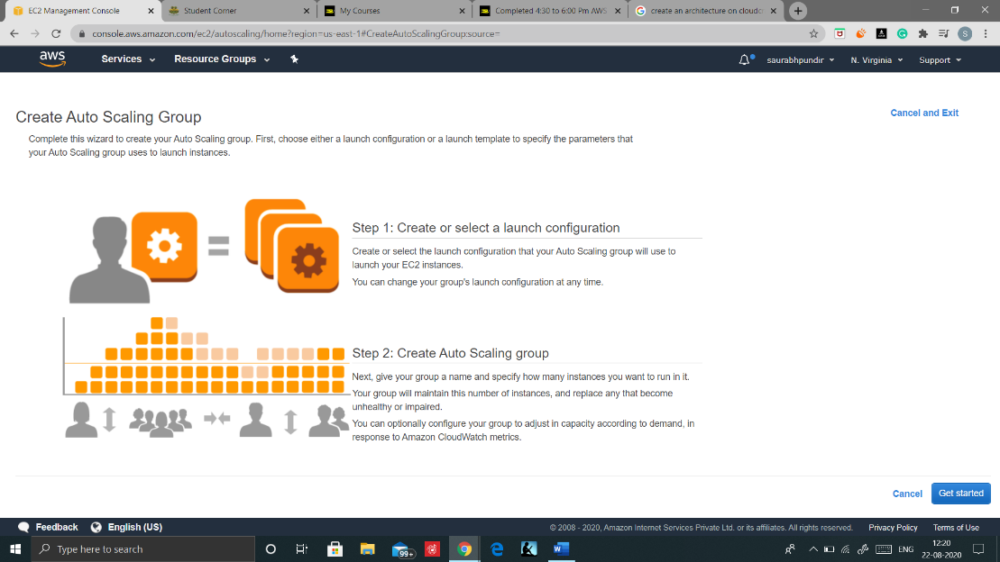 EC2 Management Console
Student Corner
My Courses
Completed 4:30 to 6:00 Pm AWS
create an architecture on cloud
console.aws.amazon.com/ec2/autoscaling/home?region=us-east-1#CreateAutoScalingGroup:source=
S
aws
Services
Resource Groups
saurabhpundir
N. Virginia
Support
Create Auto Scaling Group
Cancel and Exit
Complete this wizard to create your Auto Scaling group. First, choose either a launch configuration or a launch template to specify the parameters that
your Auto Scaling group uses to launch instances.
Step 1: Create or select a launch configuration
Create or select the launch configuration that your Auto Scaling group will use to
launch your EC2 instances.
You can change your group's launch configuration at any time.
Step 2: Create Auto Scaling group
Next, give your group a name and specify how many instances you want to run in it.
Your group will maintain this number of instances, and replace any that become
unhealthy or impaired.
You can optionally configure your group to adjust in capacity according to demand, in
response to Amazon CloudWatch metrics.
Cancel
Get started
Feedback
English (US)
© 2008 - 2020, Amazon Internet Services Private Ltd. or its affiliates. All rights reserved.
Privacy Policy
Terms of Use
Type here to search
99+
ENG
12:20
22-08-2020